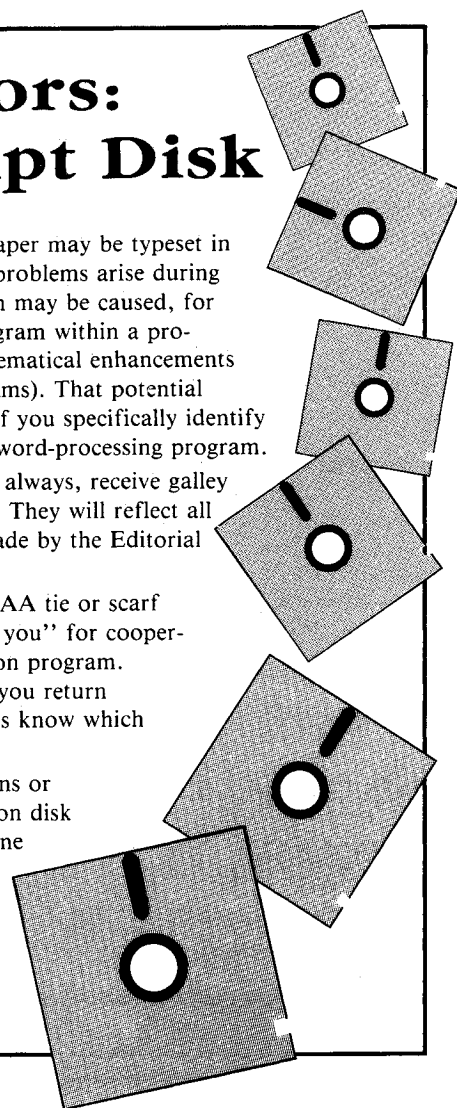 ors:
pt Disk
aper may be typeset in
problems arise during
n may be caused, for
gram within a pro-
ematical enhancements
ms). That potential
f you specifically identify
word-processing program.
always, receive galley
They will reflect all
ade by the Editorial
AA tie or scarf
you" for cooper-
on program.
you return
s know which
ns or
on disk
ne